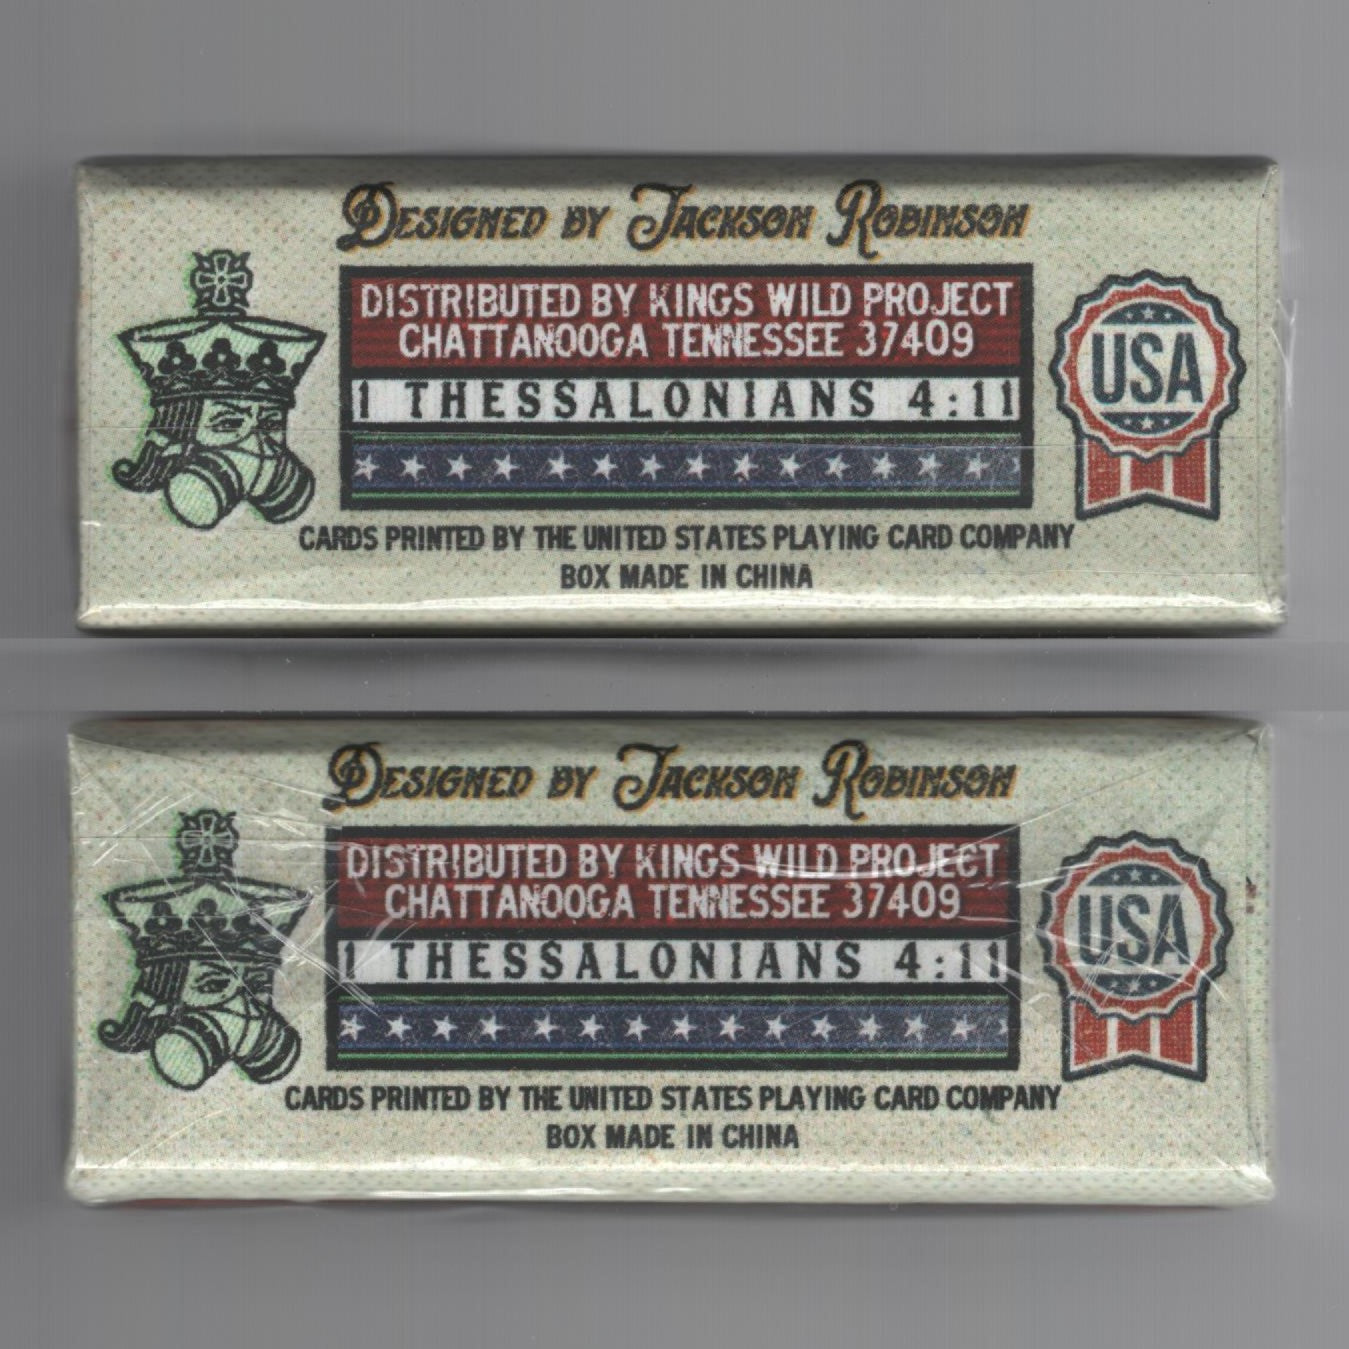 Designed by Jackson Robinson
DISTRIBUTED BY KINGS WILD PROJECT
CHATTANOOGA TENNESSEE 37409
1 THESSALONIANS 4:11
USA
CARDS PRINTED BY THE UNITED STATES PLAYING CARD COMPANY
BOX MADE IN CHINA
Designed by Jackson Robinson
DISTRIBUTED BY KINGS WILD PROJECT
CHATTANOOGA TENNESSEE 37409
1 THESSALONIANS 4:11
USA
CARDS PRINTED BY THE UNITED STATES PLAYING CARD COMPANY
BOX MADE IN CHINA